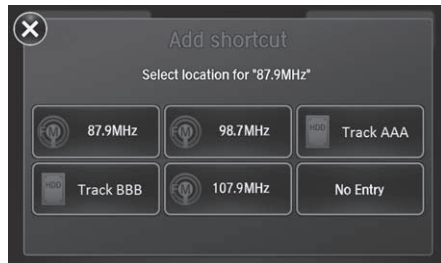 Add shortcut
Select location for "87.9MHz"
FM 87.9MHz
FM 98.7MHz
HDD Track AAA
HDD Track BBB
FM 107.9MHz
No Entry